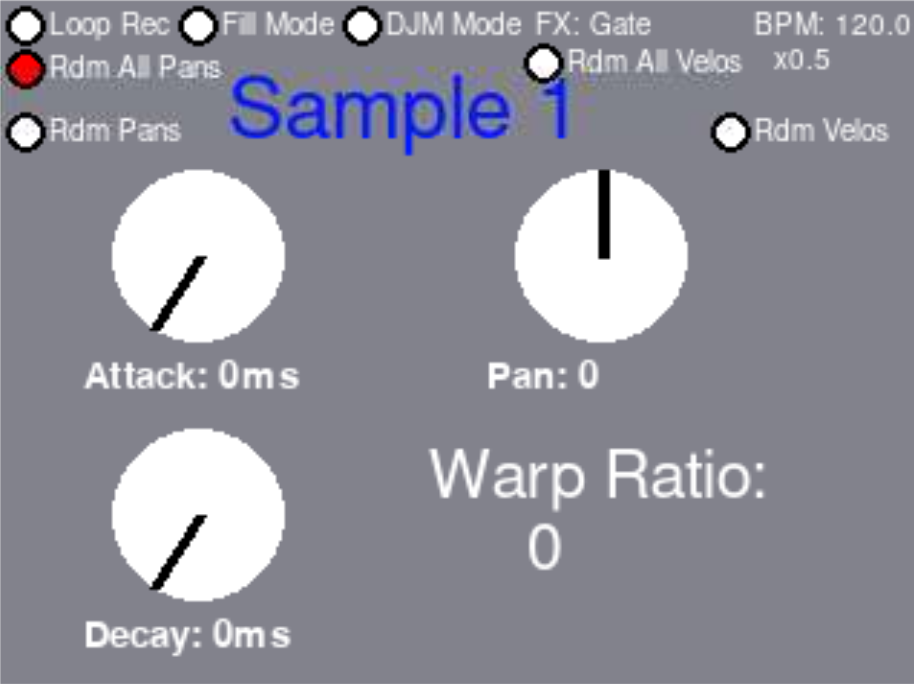 Loop Rec Fill Mode DJM Mode FX: Gate BPM: 120.0
Rdm All Pans Rdm All Velos x0.5
Sample 1
Rdm Pans Rdm Velos
Attack: 0ms Pan: 0
Warp Ratio:
0
Decay: 0ms